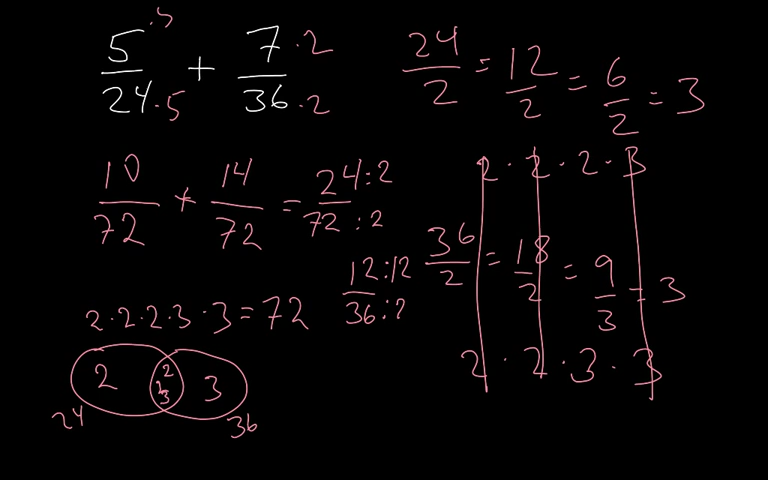 5/24 ·5/·5 + 7/36 ·2/·2
24/2 = 12/2 = 6/2 = 3
2 · 2 · 2 · 3
10/72 + 14/72 = 24:2/72:2
12:12/36:?
36/2 = 18/2 = 9/3 = 3
2 · 2 · 3 · 3
2·2·2·3·3=72
2 2 2 3 3
24 36